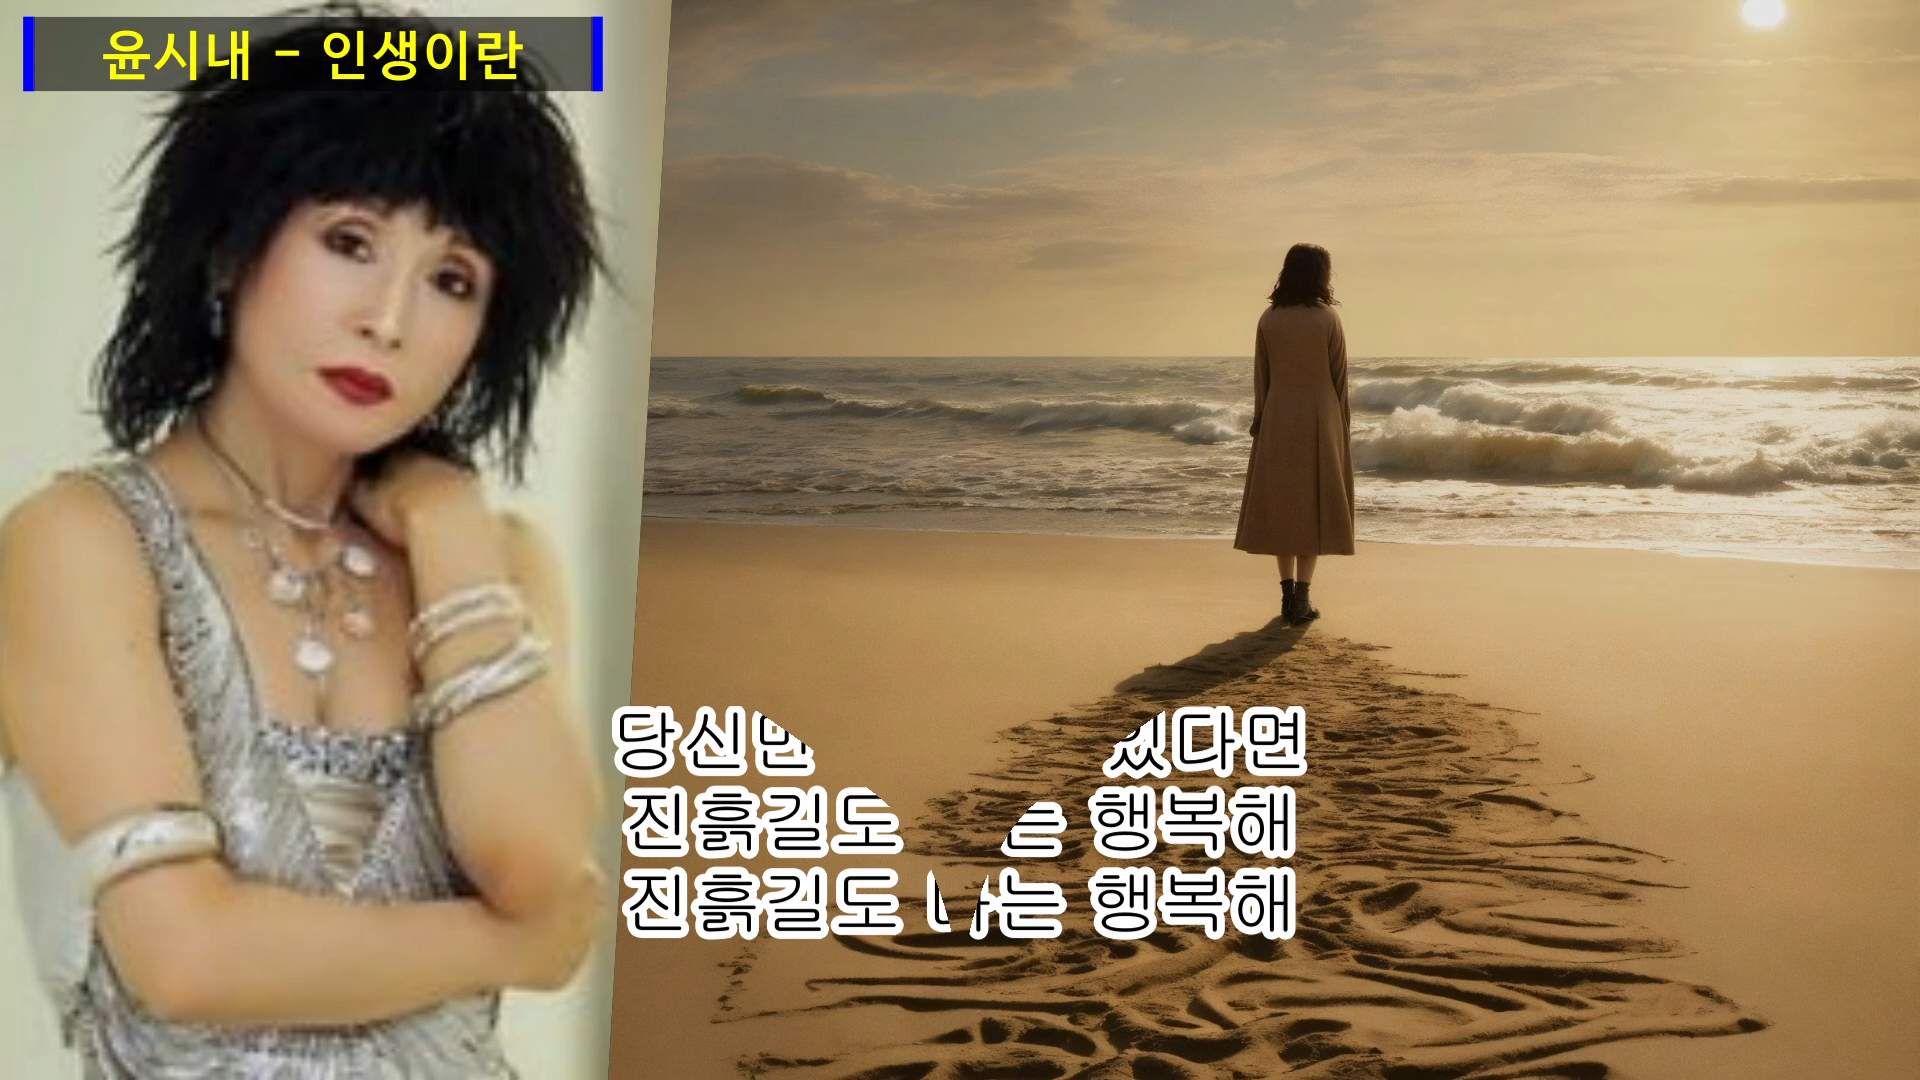 윤시내 - 인생이란
당신만 있다면
진흙길도 는 행복해
진흙길도 나는 행복해